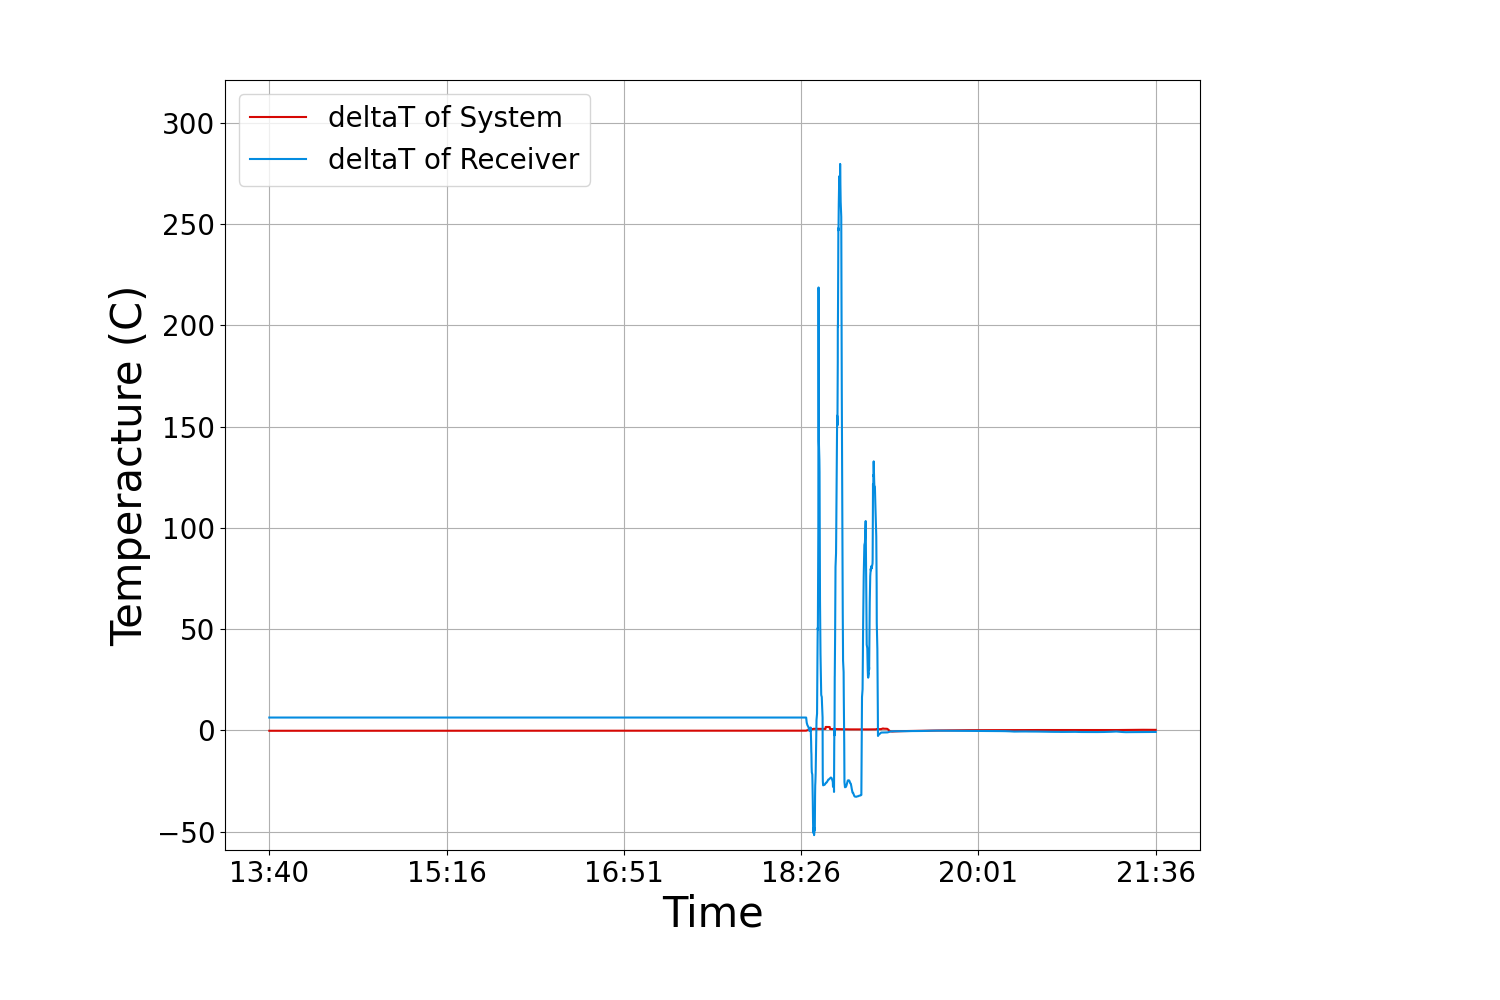 deltaT of System
deltaT of Receiver
300
250
200
150
100
50
0
−50
Temperacture (C)
13:40 15:16 16:51 18:26 20:01 21:36
Time